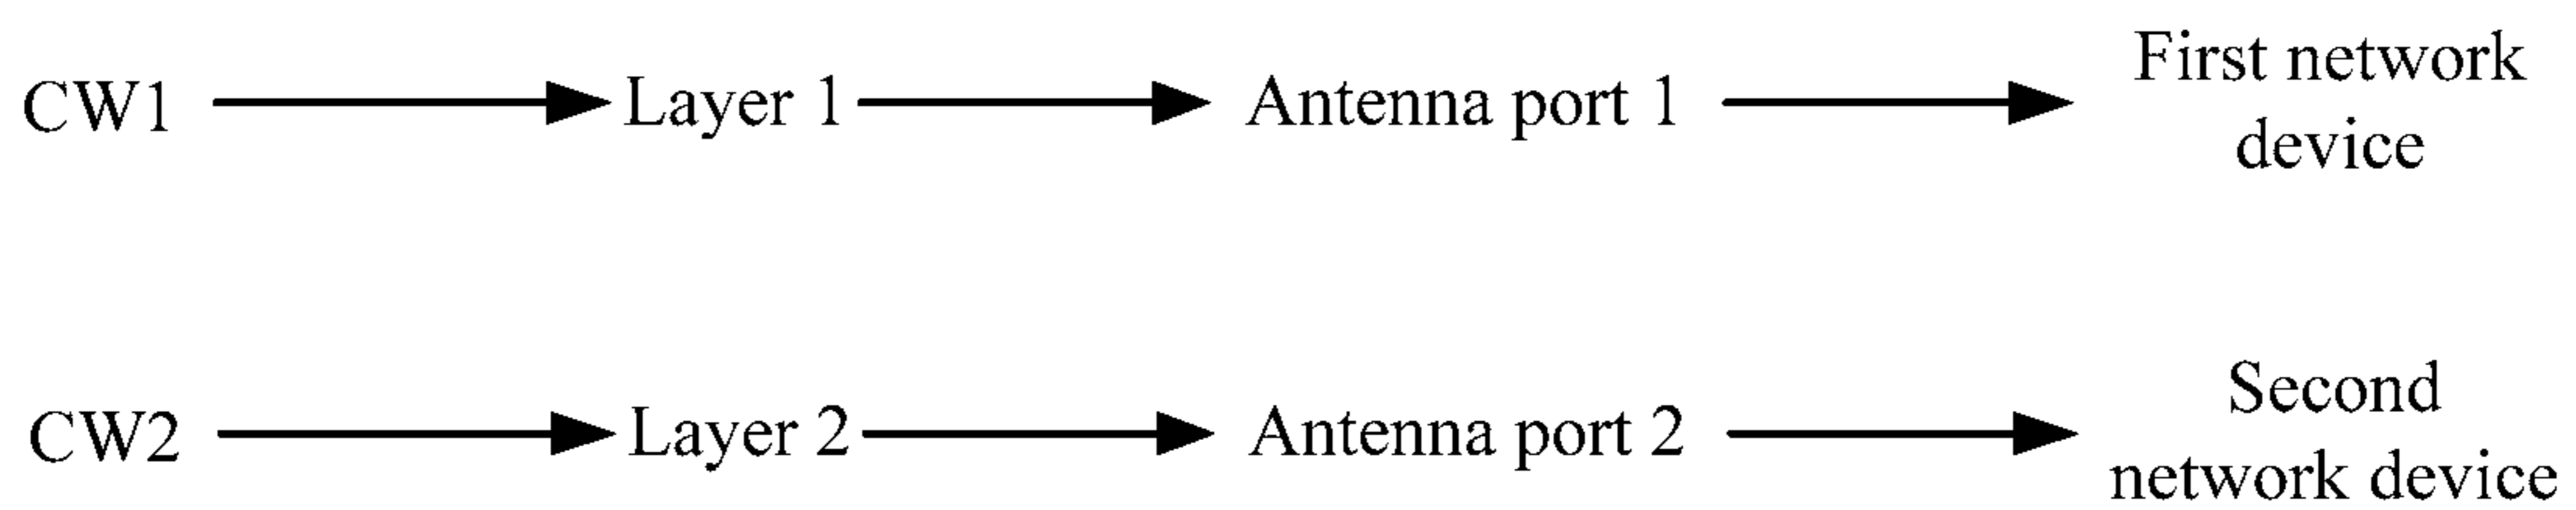 CW1 Layer 1 Antenna port 1 First network
device
CW2 Layer 2 Antenna port 2 Second
network device